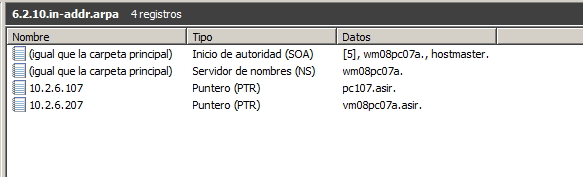 6.2.10.in-addr.arpa 4 registros
Nombre Tipo Datos
(igual que la carpeta principal) Inicio de autoridad (SOA) [5], wm08pc07a., hostmaster.
(igual que la carpeta principal) Servidor de nombres (NS) wm08pc07a.
10.2.6.107 Puntero (PTR) pc107.asir.
10.2.6.207 Puntero (PTR) vm08pc07a.asir.